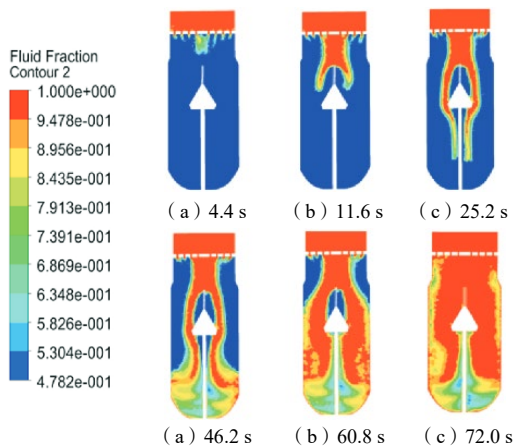 Fluid Fraction
Contour 2
1.000e+000
9.478e-001
8.956e-001
8.435e-001
7.913e-001
7.391e-001
6.869e-001
6.348e-001
5.826e-001
5.304e-001
4.782e-001
（a）4.4 s
（b）11.6 s
（c）25.2 s
（a）46.2 s
（b）60.8 s
（c）72.0 s